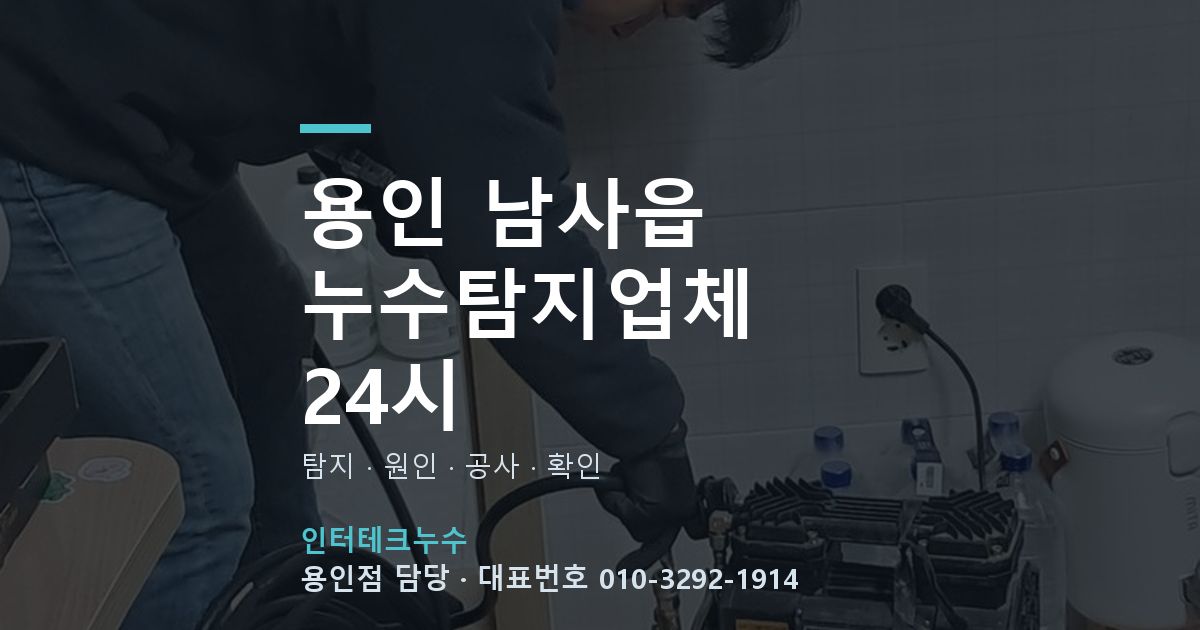 용인 남사읍
누수탐지업체
24시
탐지 · 원인 · 공사 · 확인
인터테크누수
용인점 담당 · 대표번호 010-3292-1914